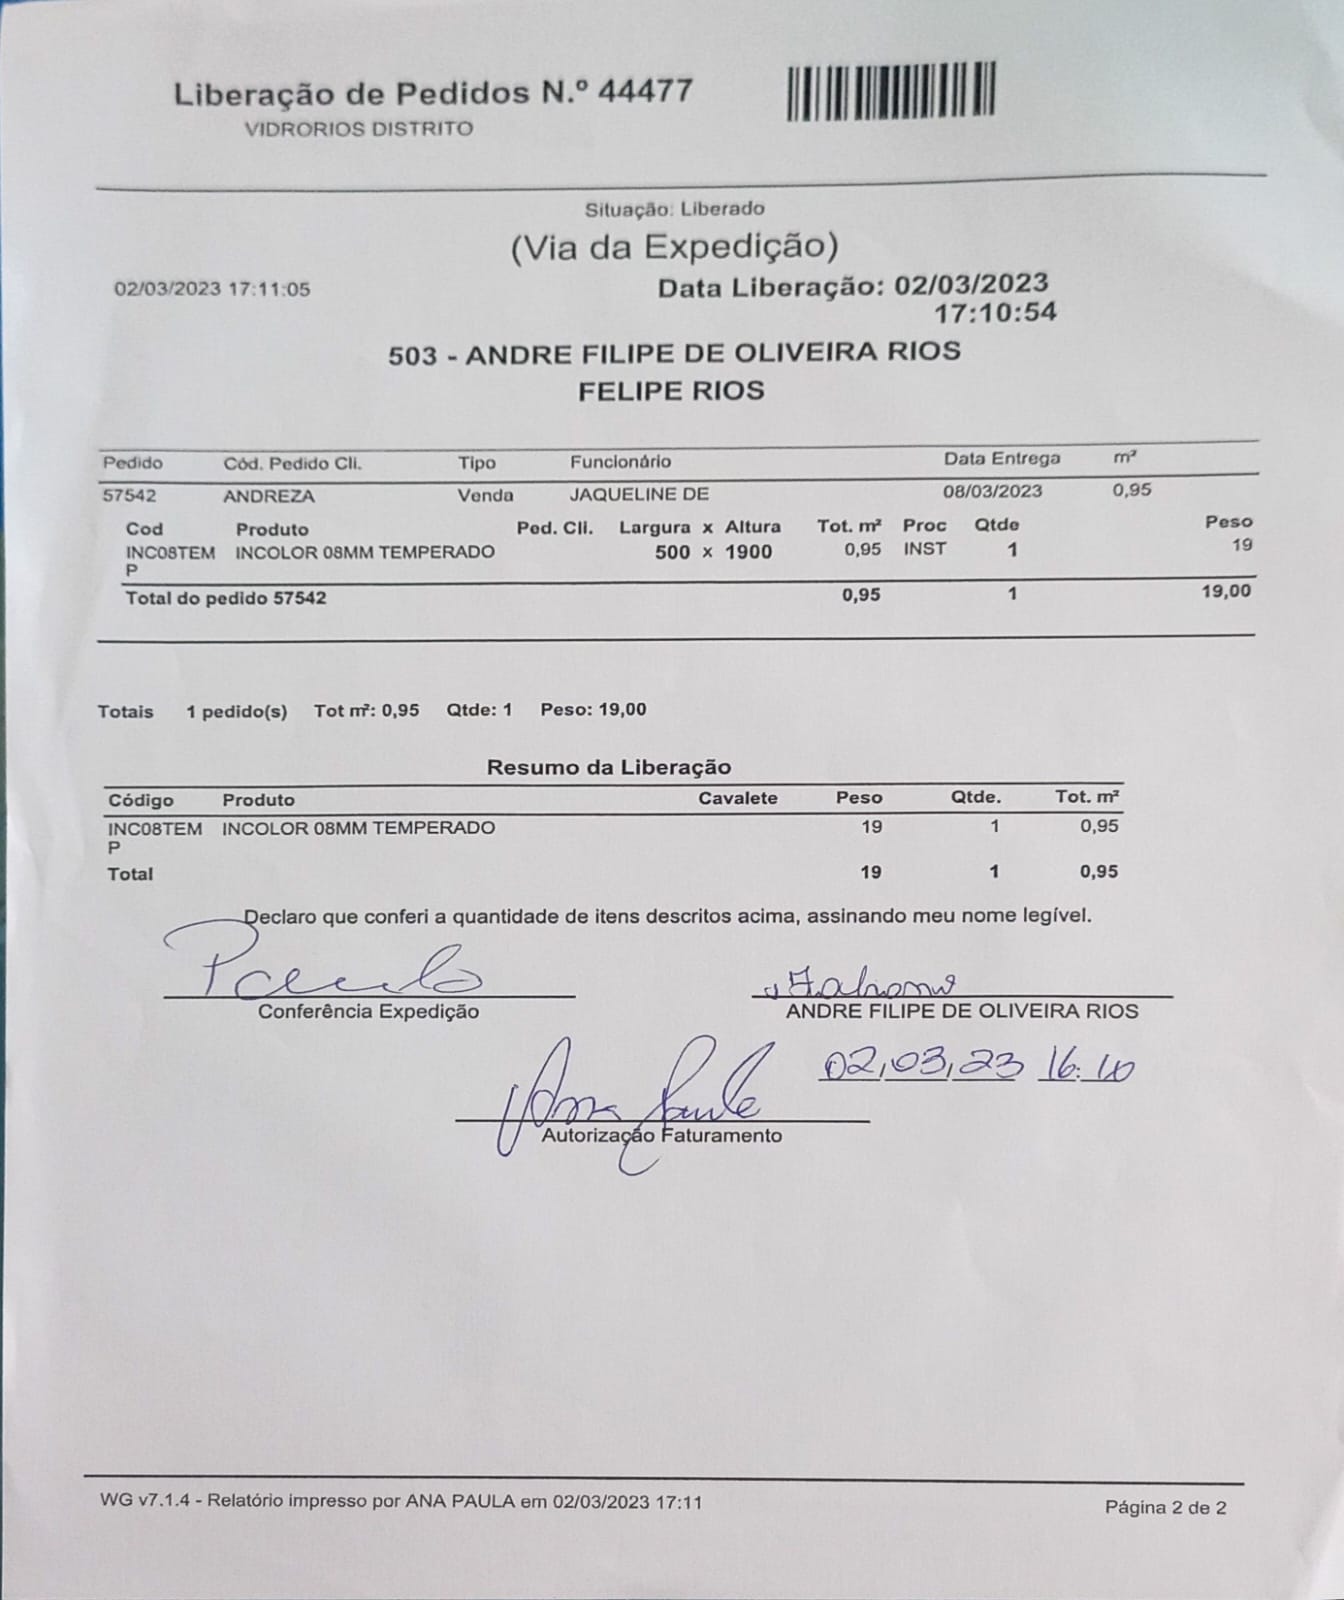 Liberação de Pedidos N.º 44477
VIDRORIOS DISTRITO
Situação: Liberado
(Via da Expedição)
02/03/2023 17:11:05
Data Liberação: 02/03/2023
17:10:54
503 - ANDRE FILIPE DE OLIVEIRA RIOS
FELIPE RIOS
Pedido Cód. Pedido Cli. Tipo Funcionário Data Entrega m²
57542 ANDREZA Venda JAQUELINE DE 08/03/2023 0,95
Cod Produto Ped. Cli. Largura x Altura Tot. m² Proc Qtde Peso
INC08TEM INCOLOR 08MM TEMPERADO 500 x 1900 0,95 INST 1 19
P
Total do pedido 57542 0,95 1 19,00
Totais 1 pedido(s) Tot m²: 0,95 Qtde: 1 Peso: 19,00
Resumo da Liberação
Código Produto Cavalete Peso Qtde. Tot. m²
INC08TEM INCOLOR 08MM TEMPERADO 19 1 0,95
P
Total 19 1 0,95
Declaro que conferi a quantidade de itens descritos acima, assinando meu nome legível.
Conferência Expedição
ANDRE FILIPE DE OLIVEIRA RIOS
02,03,23 16:10
Ana Paula
Autorização Faturamento
WG v7.1.4 - Relatório impresso por ANA PAULA em 02/03/2023 17:11
Página 2 de 2